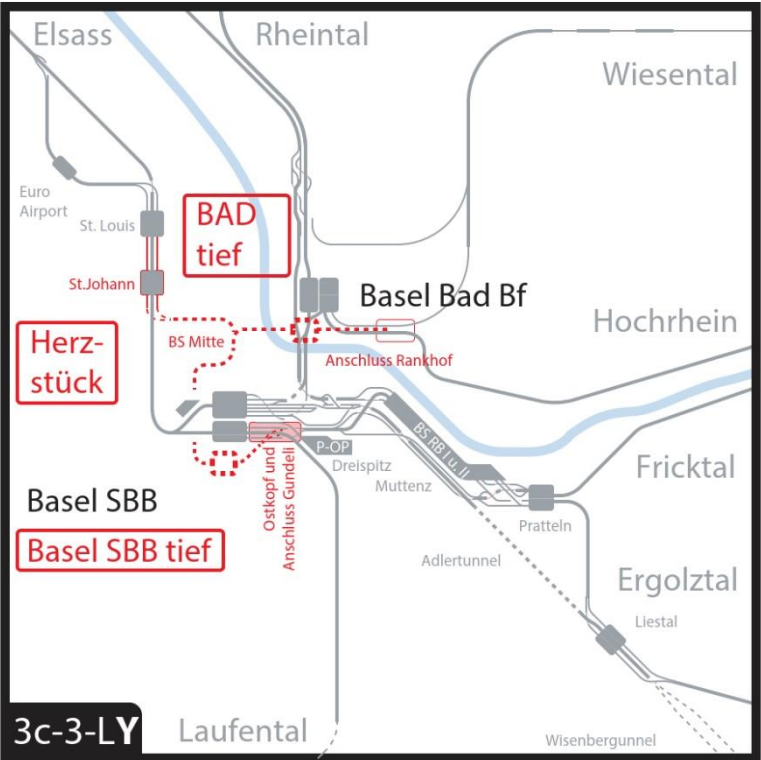 Elsass
Rheintal
Wiesental
Euro
Airport
St. Louis
BAD
tief
St.Johann
Basel Bad Bf
Hochrhein
BS Mitte
Herz-
stück
Anschluss Rankhof
BS RB I u. II
P-OP
Dreispitz
Muttenz
Fricktal
Ostkopf und
Anschluss Gundeli
Basel SBB
Pratteln
Basel SBB tief
Adlertunnel
Ergolztal
Liestal
3c-3-LY
Laufental
Wisenbergunnel